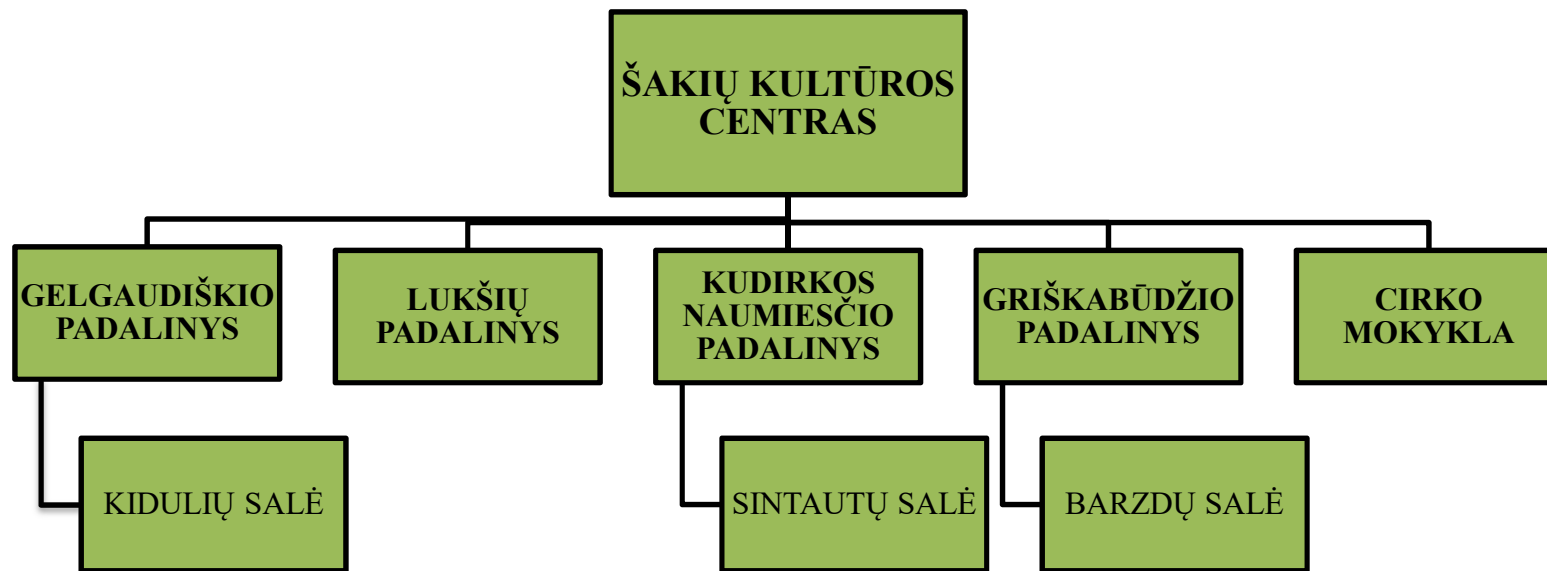 ŠAKIŲ KULTŪROS
CENTRAS
GELGAUDIŠKIO
PADALINYS
LUKŠIŲ
PADALINYS
KUDIRKOS
NAUMIESČIO
PADALINYS
GRIŠKABŪDŽIO
PADALINYS
CIRKO
MOKYKLA
KIDULIŲ SALĖ
SINTAUTŲ SALĖ
BARZDŲ SALĖ